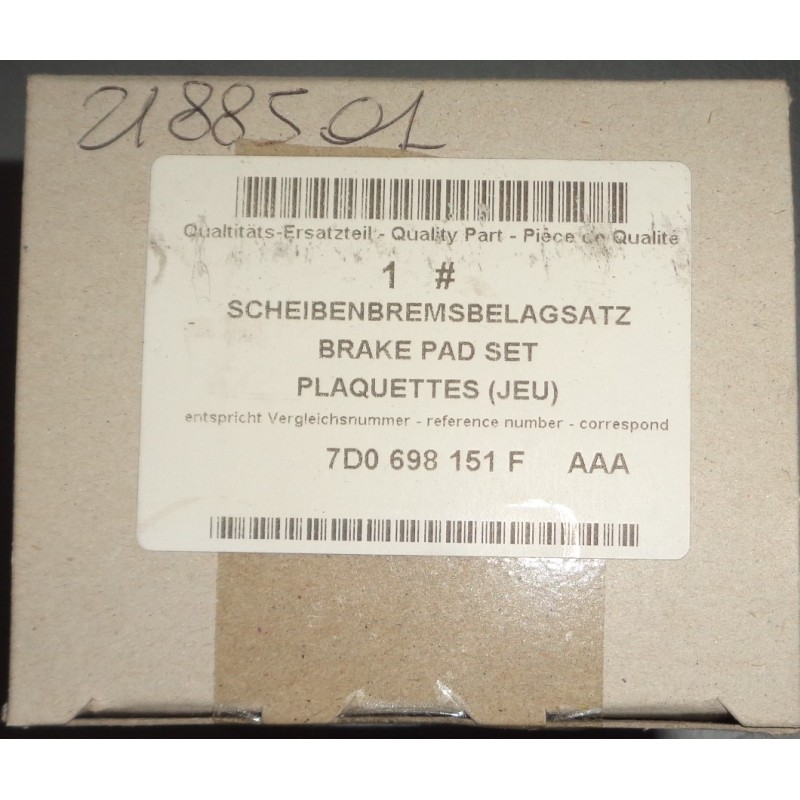 2188501
Qualtitäts-Ersatzteil - Quality Part - Pièce de Qualité
1 #
SCHEIBENBREMSBELAGSATZ
BRAKE PAD SET
PLAQUETTES (JEU)
entspricht Vergleichsnummer - reference number - correspond
7D0 698 151 F AAA